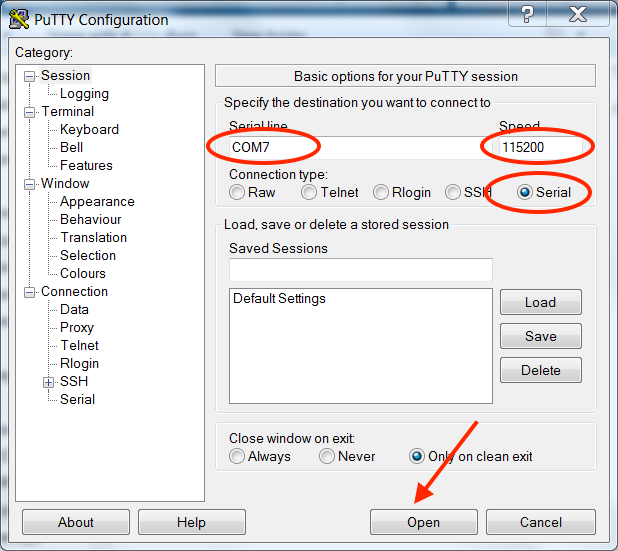 PuTTY Configuration
?
Category:
Session
Logging
Terminal
Keyboard
Bell
Features
Window
Appearance
Behaviour
Translation
Selection
Colours
Connection
Data
Proxy
Telnet
Rlogin
SSH
Serial
Basic options for your PuTTY session
Specify the destination you want to connect to
Serial line Speed
COM7 115200
Connection type:
Raw Telnet Rlogin SSH Serial
Load, save or delete a stored session
Saved Sessions
Default Settings
Load
Save
Delete
Close window on exit:
Always Never Only on clean exit
About Help Open Cancel